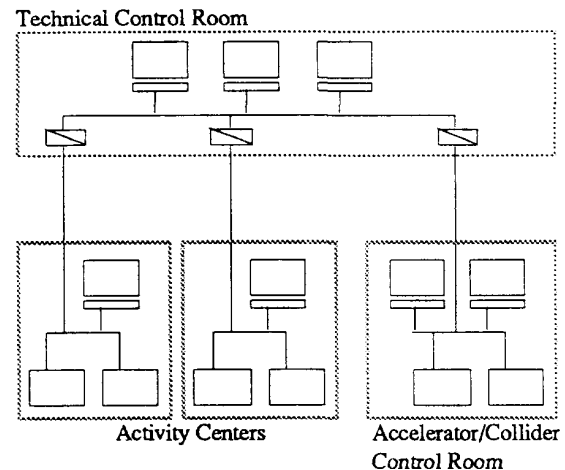 Technical Control Room
Activity Centers
Accelerator/Collider
Control Room